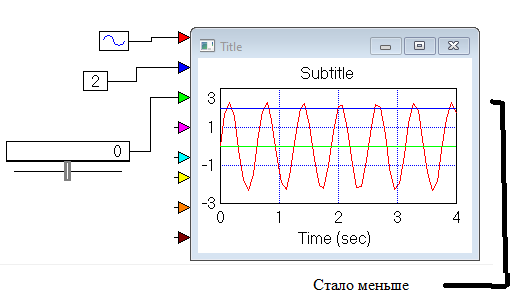 Title
Subtitle
2
0
3
1
-1
-3
0 1 2 3 4
Time (sec)
Стало меньше